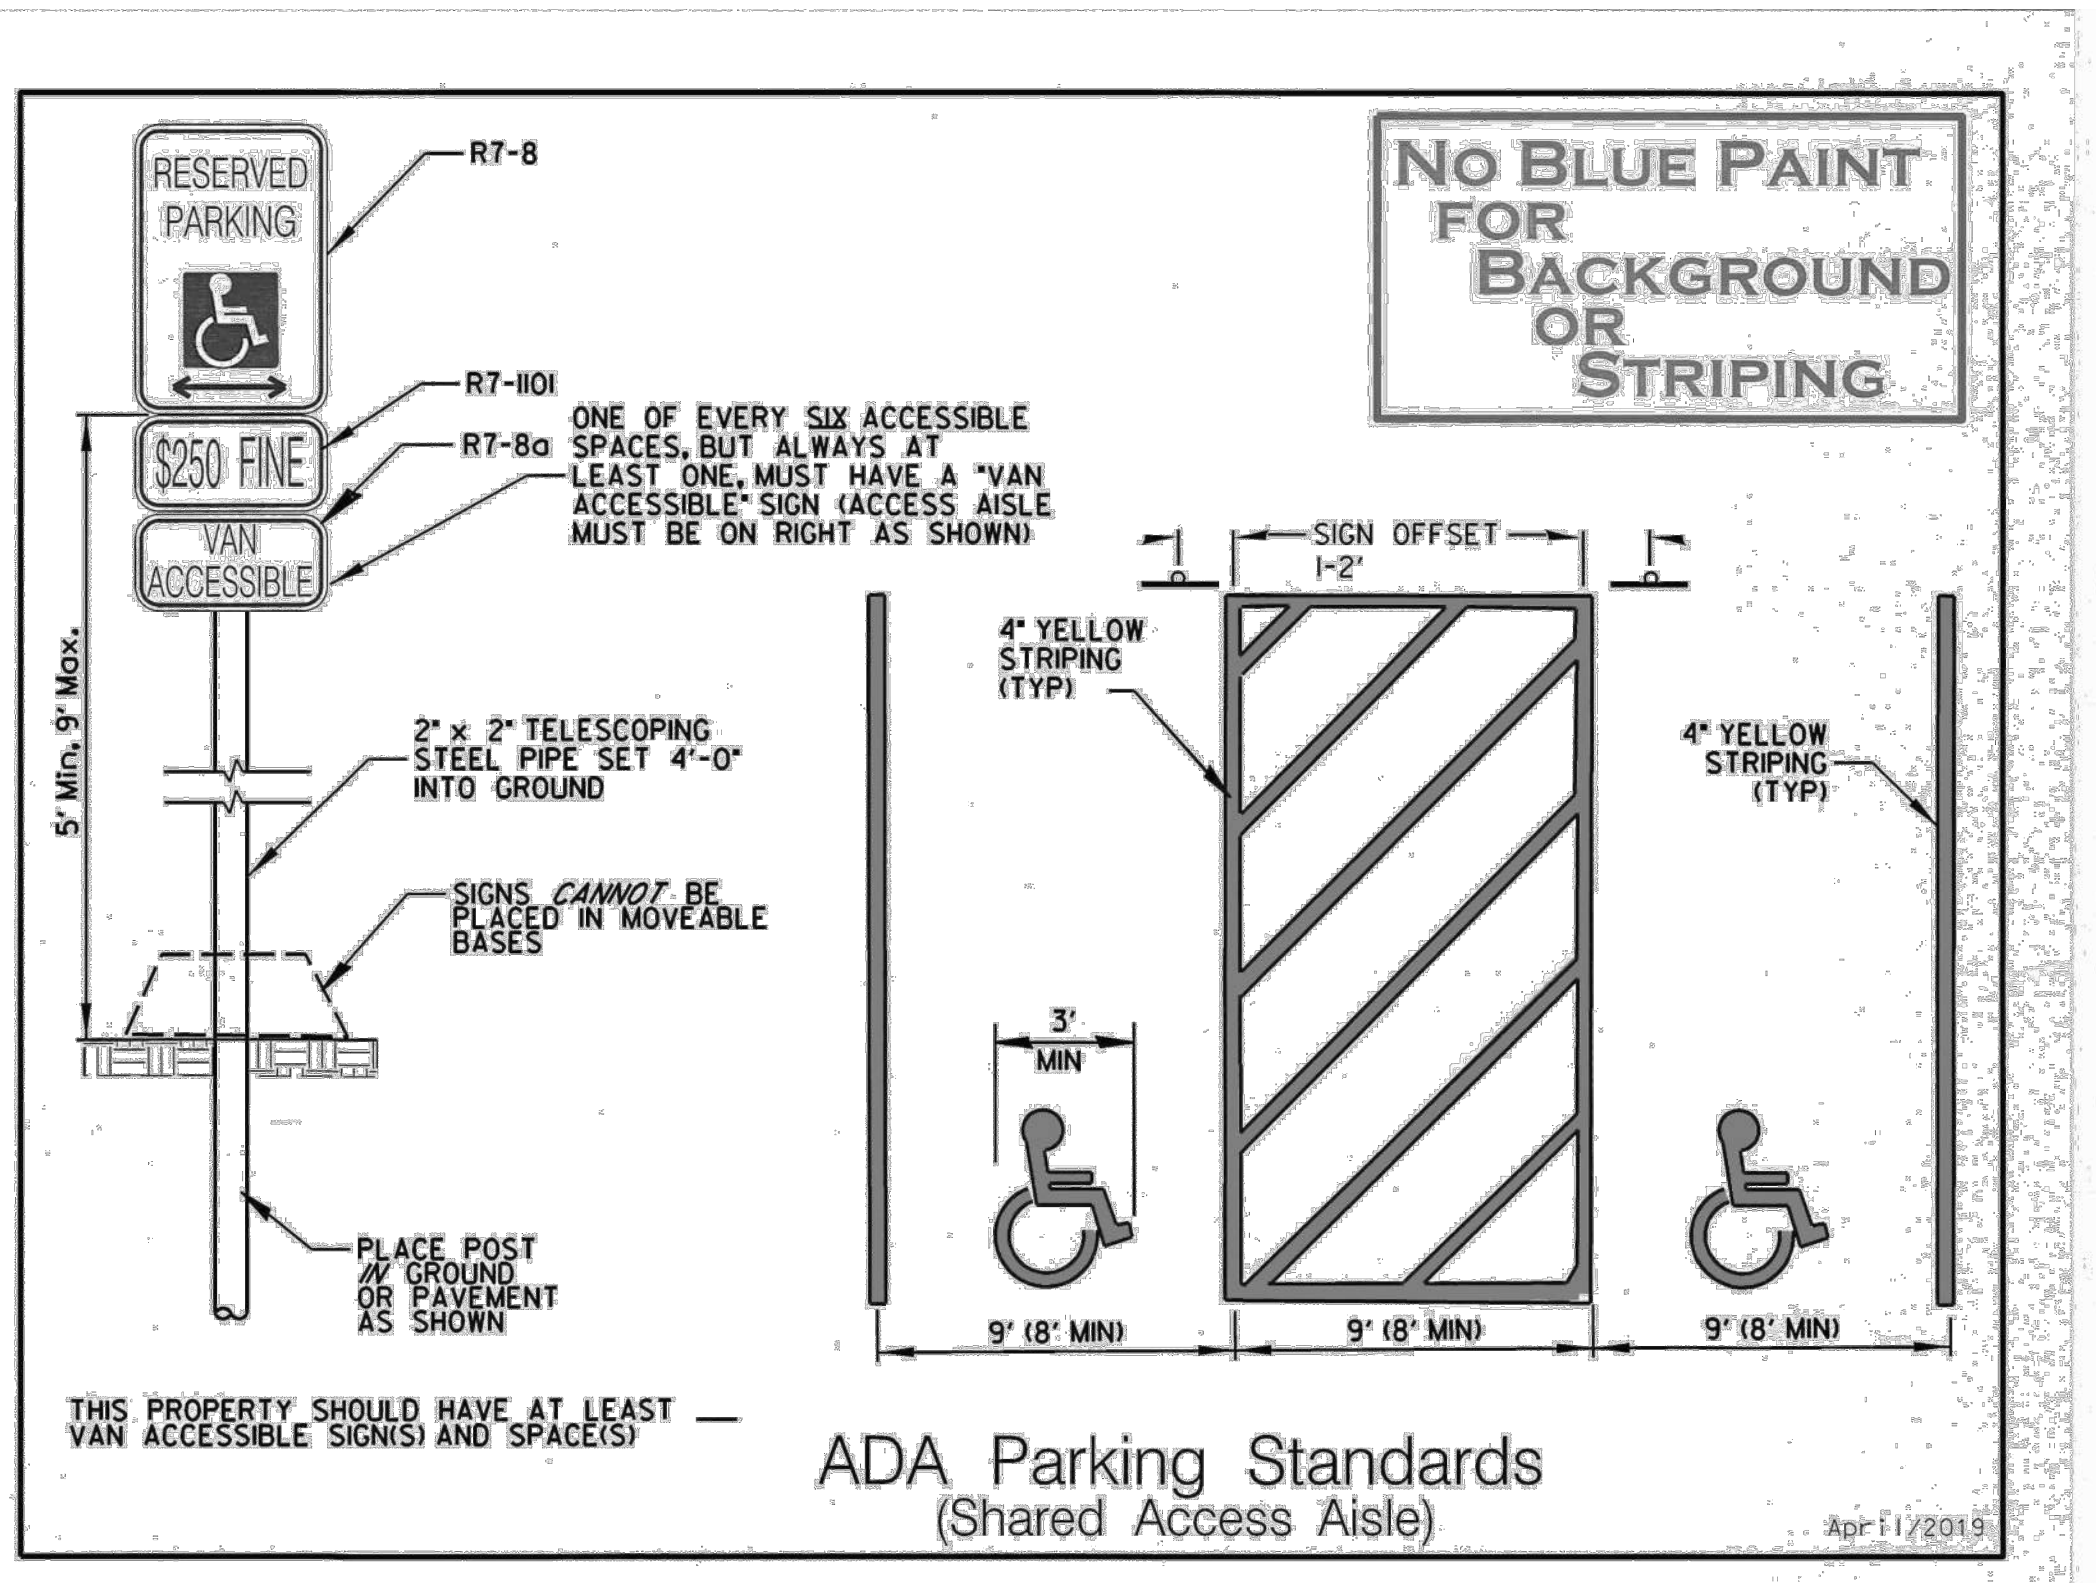 RESERVED
PARKING
R7-8
R7-1101
$250 FINE
R7-8a
VAN
ACCESSIBLE
ONE OF EVERY SIX ACCESSIBLE
SPACES, BUT ALWAYS AT
LEAST ONE, MUST HAVE A "VAN
ACCESSIBLE" SIGN (ACCESS AISLE
MUST BE ON RIGHT AS SHOWN)
5' Min, 9' Max.
2" x 2" TELESCOPING
STEEL PIPE SET 4'-0"
INTO GROUND
SIGNS CANNOT BE
PLACED IN MOVEABLE
BASES
PLACE POST
IN GROUND
OR PAVEMENT
AS SHOWN
THIS PROPERTY SHOULD HAVE AT LEAST __
VAN ACCESSIBLE SIGN(S) AND SPACE(S)
NO BLUE PAINT
FOR
BACKGROUND
OR
STRIPING
SIGN OFFSET
1-2'
4" YELLOW
STRIPING
(TYP)
4" YELLOW
STRIPING
(TYP)
3'
MIN
9' (8' MIN)
9' (8' MIN)
9' (8' MIN)
ADA Parking Standards
(Shared Access Aisle)
April/2019